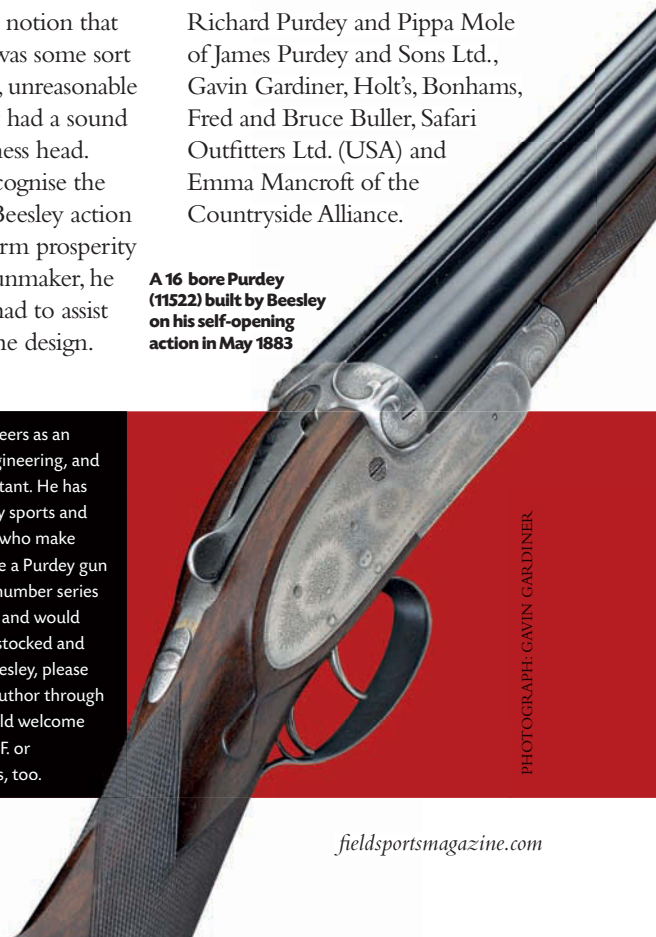 notion that
was some sort
, unreasonable
had a sound
ness head.
cognise the
Beesley action
rm prosperity
unmaker, he
had to assist
ne design.
Richard Purdey and Pippa Mole
of James Purdey and Sons Ltd.,
Gavin Gardiner, Holt's, Bonhams,
Fred and Bruce Buller, Safari
Outfitters Ltd. (USA) and
Emma Mancroft of the
Countryside Alliance.
A 16 bore Purdey
(11522) built by Beesley
on his self-opening
action in May 1883
eers as an
gineering, and
tant. He has
y sports and
who make
e a Purdey gun
number series
and would
stocked and
esley, please
uthor through
ld welcome
F. or
s, too.
PHOTOGRAPH: GAVIN GARDINER
fieldsportsmagazine.com